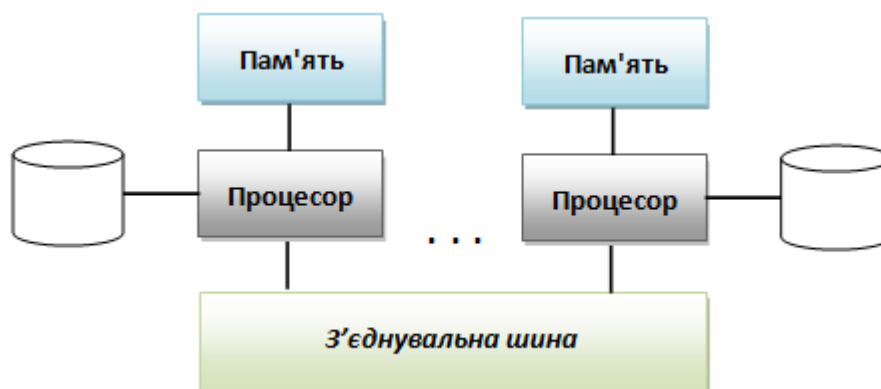 Пам'ять
Пам'ять
Процесор
Процесор
. . .
З’єднувальна шина